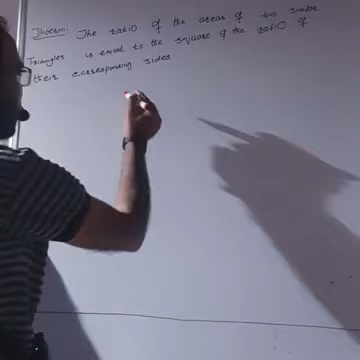 Theorem: The ratio of the areas of two similar
Triangles is equal to the square of the ratio of
their corresponding sides